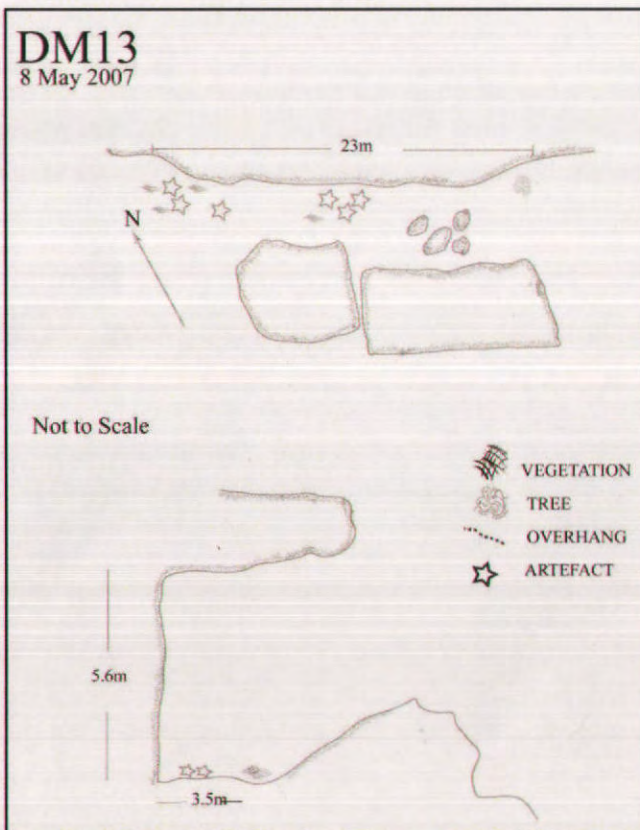 DM13
8 May 2007
23m
N
Not to Scale
VEGETATION
TREE
OVERHANG
ARTEFACT
5.6m
3.5m